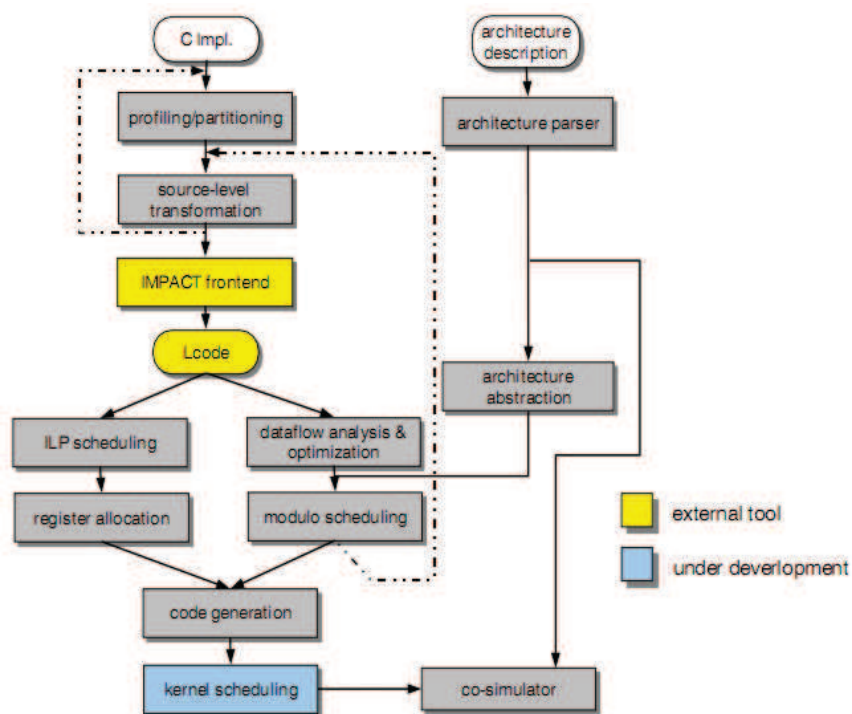 C Impl.
architecture
description
profiling/partitioning
architecture parser
source-level
transformation
IMPACT frontend
Lcode
architecture
abstraction
ILP scheduling
dataflow analysis &
optimization
register allocation
modulo scheduling
external tool
under deverlopment
code generation
kernel scheduling
co-simulator